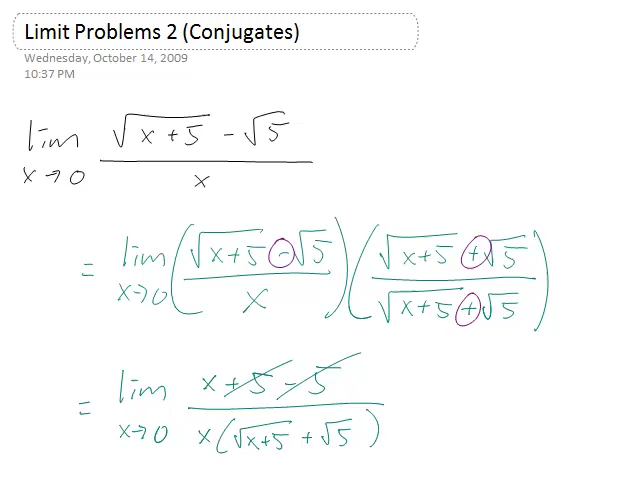 Limit Problems 2 (Conjugates)
Wednesday, October 14, 2009
10:37 PM
lim x→0 (√(x+5) - √5) / x
= lim x→0 ((√(x+5) - √5) / x) ((√(x+5) + √5) / (√(x+5) + √5))
= lim x→0 (x + 5 - 5) / (x(√(x+5) + √5))